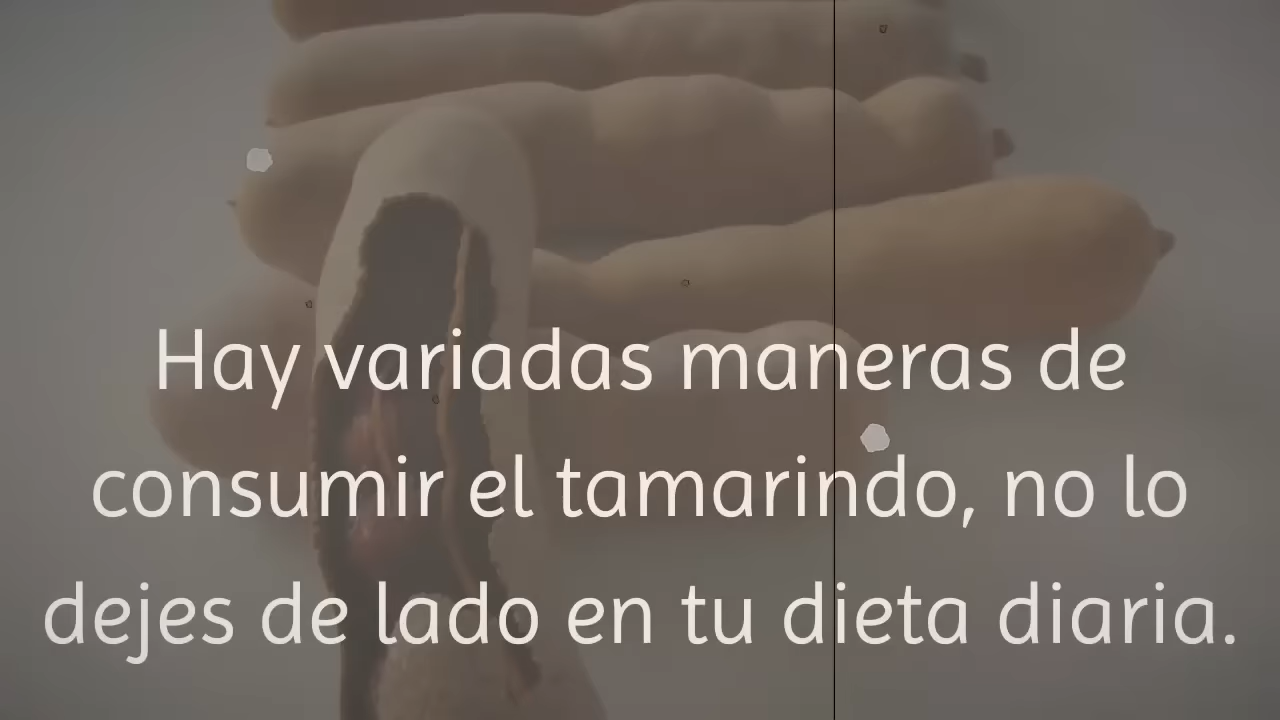 Hay variadas maneras de
consumir el tamarindo, no lo
dejes de lado en tu dieta diaria.